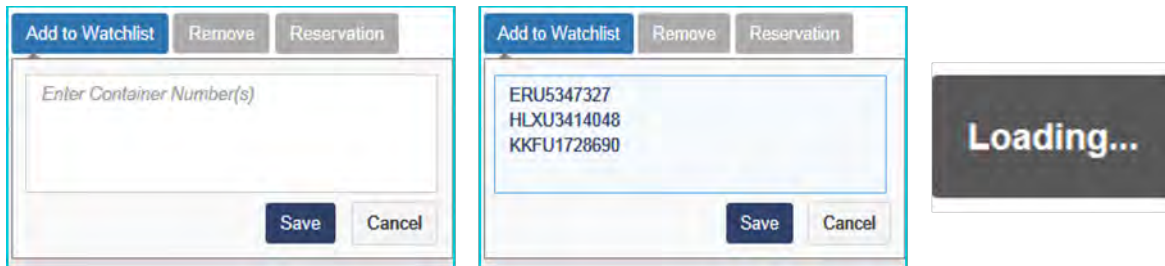 Add to Watchlist Remove Reservation
Enter Container Number(s)
Save Cancel
Add to Watchlist Remove Reservation
ERU5347327
HLXU3414048
KKFU1728690
Save Cancel
Loading...